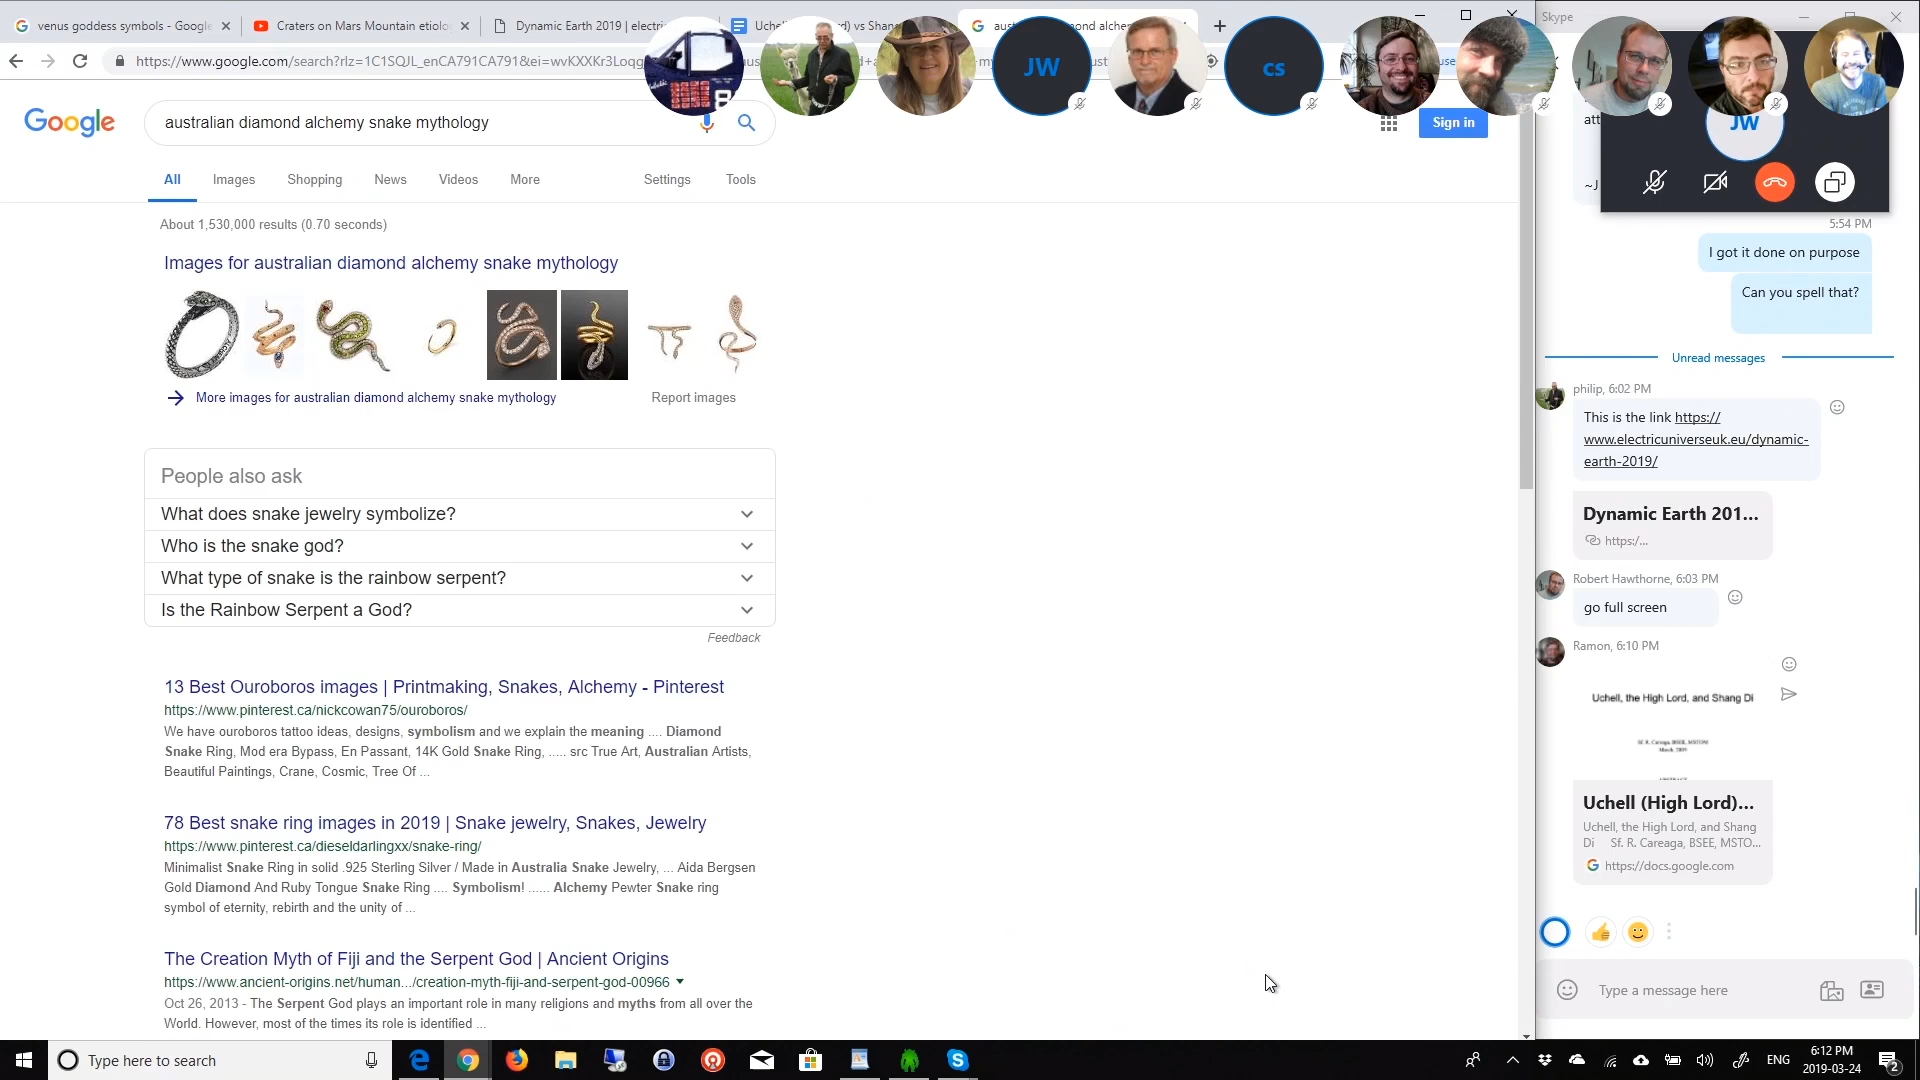 venus goddess symbols - Google
Craters on Mars Mountain etiolo
Dynamic Earth 2019 | electri
Skype
https://www.google.com/search?rlz=1C1SQJL_enCA791CA791&ei=wvKXXKr3Loqg
Google
australian diamond alchemy snake mythology
Sign in
All
Images
Shopping
News
Videos
More
Settings
Tools
About 1,530,000 results (0.70 seconds)
Images for australian diamond alchemy snake mythology
More images for australian diamond alchemy snake mythology
Report images
People also ask
What does snake jewelry symbolize?
Who is the snake god?
What type of snake is the rainbow serpent?
Is the Rainbow Serpent a God?
Feedback
13 Best Ouroboros images | Printmaking, Snakes, Alchemy - Pinterest
https://www.pinterest.ca/nickcowan75/ouroboros/
We have ouroboros tattoo ideas, designs, symbolism and we explain the meaning .... Diamond
Snake Ring, Mod era Bypass, En Passant, 14K Gold Snake Ring, ..... src True Art, Australian Artists,
Beautiful Paintings, Crane, Cosmic, Tree Of ...
78 Best snake ring images in 2019 | Snake jewelry, Snakes, Jewelry
https://www.pinterest.ca/dieseldarlingxx/snake-ring/
Minimalist Snake Ring in solid .925 Sterling Silver / Made in Australia Snake Jewelry, ... Aida Bergsen
Gold Diamond And Ruby Tongue Snake Ring .... Symbolism! ...... Alchemy Pewter Snake ring
symbol of eternity, rebirth and the unity of ...
The Creation Myth of Fiji and the Serpent God | Ancient Origins
https://www.ancient-origins.net/human.../creation-myth-fiji-and-serpent-god-00966
Oct 26, 2013 - The Serpent God plays an important role in many religions and myths from all over the
World. However, most of the times its role is identified ...
JW
cs
JW
att
~J
5:54 PM
I got it done on purpose
Can you spell that?
Unread messages
philip, 6:02 PM
This is the link https://
www.electricuniverseuk.eu/dynamic-
earth-2019/
Dynamic Earth 201...
https:/...
Robert Hawthorne, 6:03 PM
go full screen
Ramon, 6:10 PM
Uchell, the High Lord, and Shang Di
Sf. R. Careaga, BSEE, MSTOM
March, 2019
ABSTRACT
Uchell (High Lord)...
Uchell, the High Lord, and Shang
Di Sf. R. Careaga, BSEE, MSTO...
https://docs.google.com
Type a message here
Type here to search
ENG
6:12 PM
2019-03-24
2